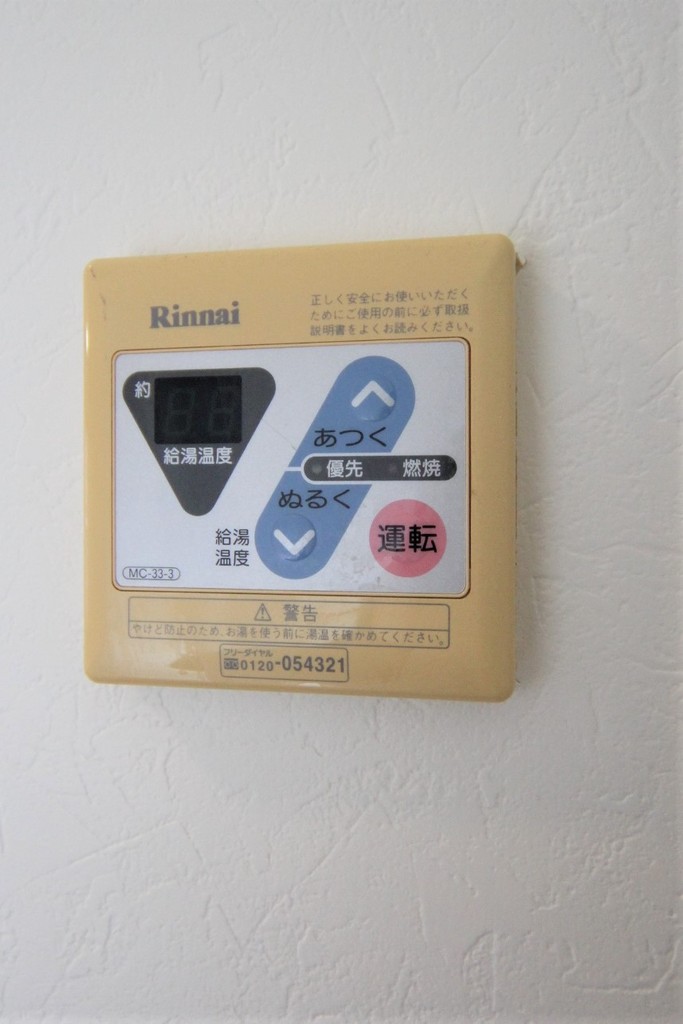 Rinnai
正しく安全にお使いいただく
ためにご使用の前に必ず取扱
説明書をよくお読みください。
約
給湯温度
あつく
優先 燃焼
ぬるく
給湯
温度
運転
MC-33-3
⚠ 警告
やけど防止のため、お湯を使う前に湯温を確かめてください。
フリーダイヤル
0120-054321